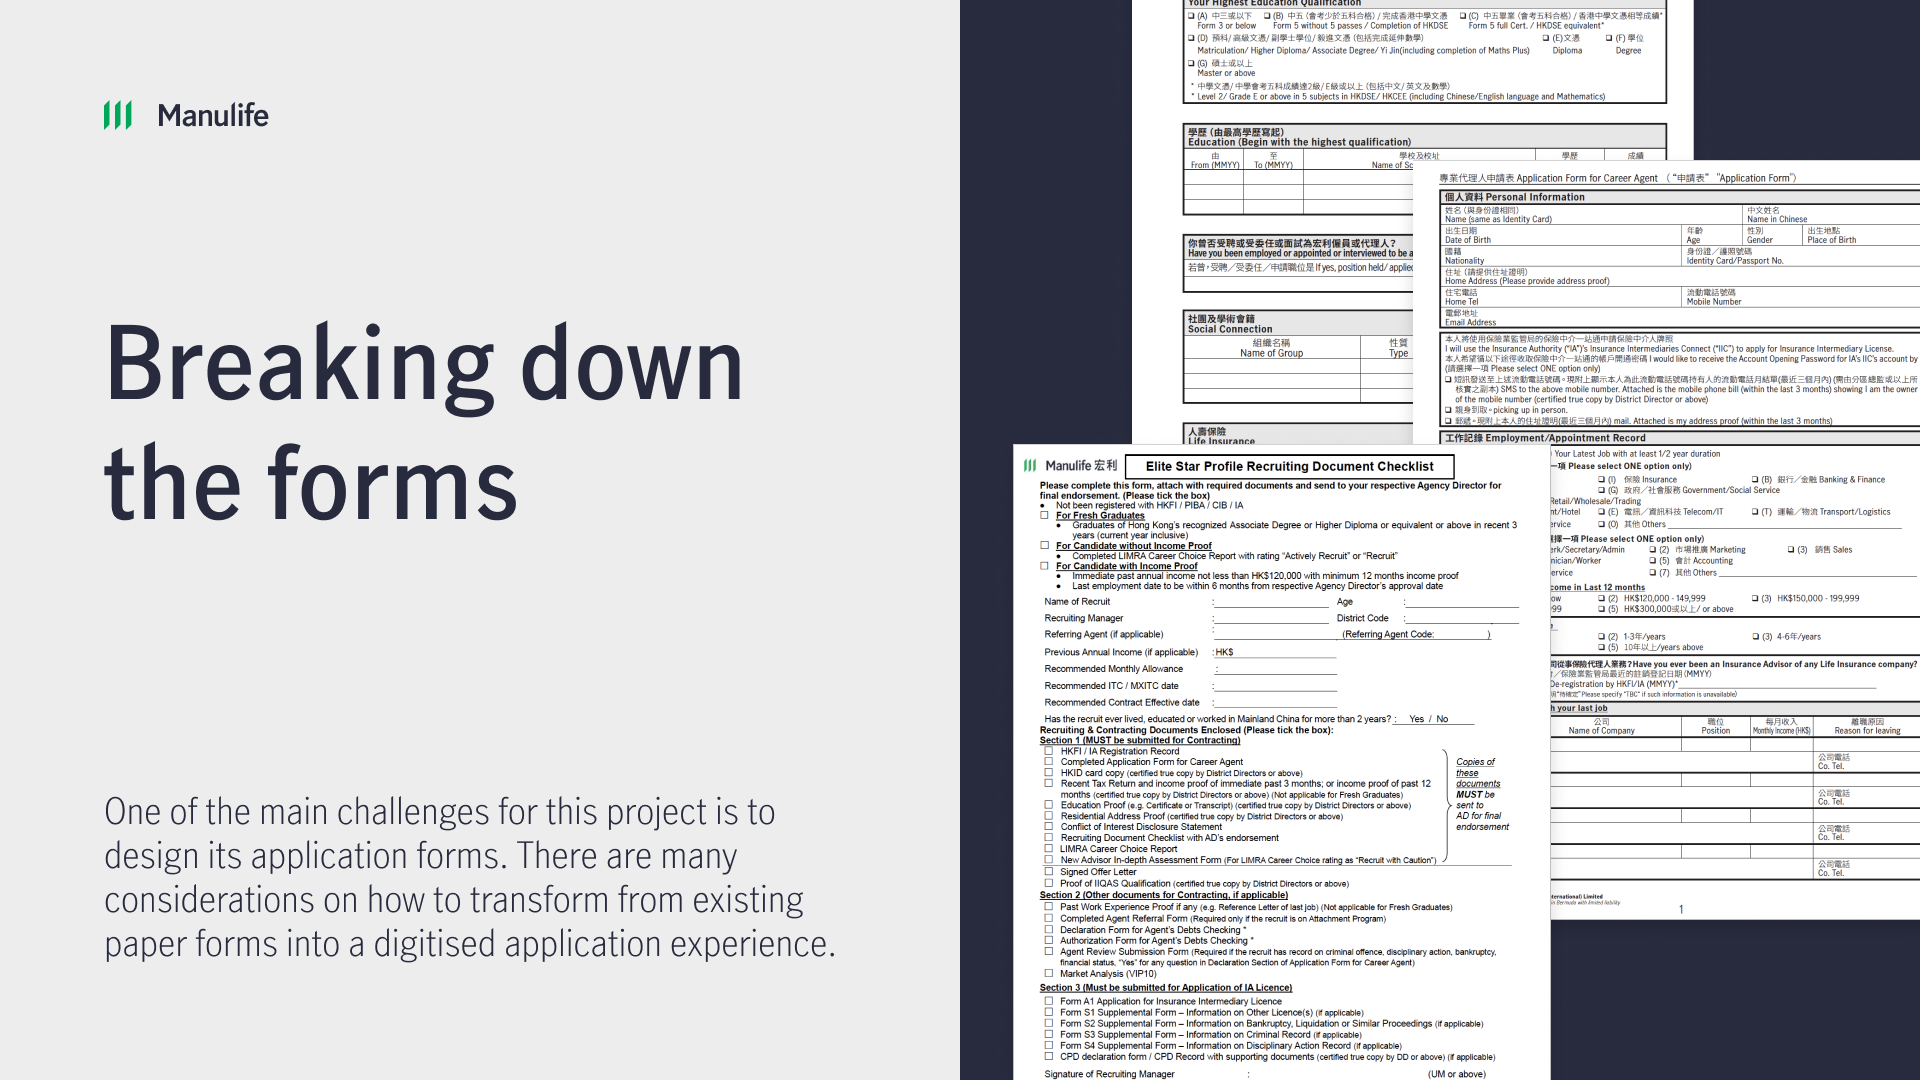 Manulife
Breaking down
the forms
One of the main challenges for this project is to
design its application forms. There are many
considerations on how to transform from existing
paper forms into a digitised application experience.
Your Highest Education Qualification
(A) 中三或以下 (B) 中五 (會考少於五科合格) / 完成香港中學文憑 (C) 中五畢業 (會考五科合格) / 香港中學文憑相等成績*
Form 3 or below Form 5 without 5 passes / Completion of HKDSE Form 5 full Cert. / HKDSE equivalent*
(D) 預科/ 高級文憑/ 副學士學位/ 毅進文憑 (包括完成延伸數學) (E)文憑 (F) 學位
Matriculation/ Higher Diploma/ Associate Degree/ Yi Jin(including completion of Maths Plus) Diploma Degree
(G) 碩士或以上
Master or above
* 中學文憑/ 中學會考五科成績達2級/ E級或以上 (包括中文/ 英文及數學)
* Level 2/ Grade E or above in 5 subjects in HKDSE/ HKCEE (including Chinese/English language and Mathematics)
學歷 (由最高學歷寫起)
Education (Begin with the highest qualification)
由 至 學校及校址 學歷 成績
From (MMYY) To (MMYY) Name of Sc
你曾否受聘或受委任或面試為宏利僱員或代理人?
Have you been employed or appointed or interviewed to be a
若曾，受聘／受委任／申請職位是 If yes, position held/ applied
社團及學術會籍
Social Connection
組織名稱 性質
Name of Group Type
人壽保險
Life Insurance
專業代理人申請表 Application Form for Career Agent （ “申請表” "Application Form"）
個人資料 Personal Information
姓名 (與身份證相同) 中文姓名
Name (same as Identity Card) Name in Chinese
出生日期 年齡 性別 出生地點
Date of Birth Age Gender Place of Birth
國籍 身份證／護照號碼
Nationality Identity Card/Passport No.
住址 (請提供住址證明)
Home Address (Please provide address proof)
住宅電話 流動電話號碼
Home Tel Mobile Number
電郵地址
Email Address
本人將使用保險業監管局的保險中介一站通申請保險中介人牌照
I will use the Insurance Authority (“IA”)’s Insurance Intermediaries Connect (“IIC”) to apply for Insurance Intermediary License.
本人希望循以下途徑收取保險中介一站通的帳戶開通密碼 I would like to receive the Account Opening Password for IA's IIC's account by
(請選擇一項 Please select ONE option only)
短訊發送至上述流動電話號碼。現附上顯示本人為此流動電話號碼持有人的流動電話月結單(最近三個月內) (需由分區總監或以上所
核實之副本) SMS to the above mobile number. Attached is the mobile phone bill (within the last 3 months) showing I am the owner
of the mobile number (certified true copy by District Director or above)
親身到取。picking up in person.
郵遞。現附上本人的住址證明(最近三個月內) mail. Attached is my address proof (within the last 3 months)
工作記錄 Employment/Appointment Record
Your Latest Job with at least 1/2 year duration
一項 Please select ONE option only)
(I) 保險 Insurance (B) 銀行／金融 Banking & Finance
(G) 政府／社會服務 Government/Social Service
Retail/Wholesale/Trading
nt/Hotel (E) 電訊／資訊科技 Telecom/IT (T) 運輸／物流 Transport/Logistics
ervice (O) 其他 Others
擇一項 Please select ONE option only)
erk/Secretary/Admin (2) 市場推廣 Marketing (3) 銷售 Sales
nician/Worker (5) 會計 Accounting
ervice (7) 其他 Others
come in Last 12 months
ow (2) HK$120,000 - 149,999 (3) HK$150,000 - 199,999
999 (5) HK$300,000或以上/ or above
(2) 1-3年/years (3) 4-6年/years
(5) 10年以上/years above
司從事保險代理人業務？Have you ever been an Insurance Advisor of any Life Insurance company?
／保險業監管局最近的註銷登記日期 (MMYY)
De-registration by HKFI/IA (MMYY)*
“待確定” Please specify “TBC” if such information is unavailable)
h your last job
公司 職位 每月收入 離職原因
Name of Company Position Monthly Income (HK$) Reason for leaving
公司電話
Co. Tel.
公司電話
Co. Tel.
公司電話
Co. Tel.
公司電話
Co. Tel.
ternational) Limited
in Bermuda with limited liability
1
Manulife 宏利 Elite Star Profile Recruiting Document Checklist
Please complete this form, attach with required documents and send to your respective Agency Director for
final endorsement. (Please tick the box)
• Not been registered with HKFI / PIBA / CIB / IA
☐ For Fresh Graduates
• Graduates of Hong Kong’s recognized Associate Degree or Higher Diploma or equivalent or above in recent 3
years (current year inclusive)
☐ For Candidate without Income Proof
• Completed LIMRA Career Choice Report with rating “Actively Recruit” or “Recruit”
☐ For Candidate with Income Proof
• Immediate past annual income not less than HK$120,000 with minimum 12 months income proof
• Last employment date to be within 6 months from respective Agency Director’s approval date
Name of Recruit : Age :
Recruiting Manager : District Code :
Referring Agent (if applicable) : (Referring Agent Code: )
Previous Annual Income (if applicable) : HK$
Recommended Monthly Allowance :
Recommended ITC / MXITC date :
Recommended Contract Effective date :
Has the recruit ever lived, educated or worked in Mainland China for more than 2 years? : Yes / No
Recruiting & Contracting Documents Enclosed (Please tick the box):
Section 1 (MUST be submitted for Contracting)
☐ HKFI / IA Registration Record
☐ Completed Application Form for Career Agent
☐ HKID card copy (certified true copy by District Directors or above)
☐ Recent Tax Return and income proof of immediate past 3 months; or income proof of past 12
months (certified true copy by District Directors or above) (Not applicable for Fresh Graduates)
☐ Education Proof (e.g. Certificate or Transcript) (certified true copy by District Directors or above)
☐ Residential Address Proof (certified true copy by District Directors or above)
☐ Conflict of Interest Disclosure Statement
☐ Recruiting Document Checklist with AD’s endorsement
☐ LIMRA Career Choice Report
☐ New Advisor In-depth Assessment Form (For LIMRA Career Choice rating as “Recruit with Caution”)
Copies of
these
documents
MUST be
sent to
AD for final
endorsement
☐ Signed Offer Letter
☐ Proof of IIQAS Qualification (certified true copy by District Directors or above)
Section 2 (Other documents for Contracting, if applicable)
☐ Past Work Experience Proof if any (e.g. Reference Letter of last job) (Not applicable for Fresh Graduates)
☐ Completed Agent Referral Form (Required only if the recruit is on Attachment Program)
☐ Declaration Form for Agent’s Debts Checking *
☐ Authorization Form for Agent’s Debts Checking *
☐ Agent Review Submission Form (Required if the recruit has record on criminal offence, disciplinary action, bankruptcy,
financial status, “Yes” for any question in Declaration Section of Application Form for Career Agent)
☐ Market Analysis (VIP10)
Section 3 (Must be submitted for Application of IA Licence)
☐ Form A1 Application for Insurance Intermediary Licence
☐ Form S1 Supplemental Form – Information on Other Licence(s) (if applicable)
☐ Form S2 Supplemental Form – Information on Bankruptcy, Liquidation or Similar Proceedings (if applicable)
☐ Form S3 Supplemental Form – Information on Criminal Record (if applicable)
☐ Form S4 Supplemental Form – Information on Disciplinary Action Record (if applicable)
☐ CPD declaration form / CPD Record with supporting documents (certified true copy by DD or above) (if applicable)
Signature of Recruiting Manager : (UM or above)